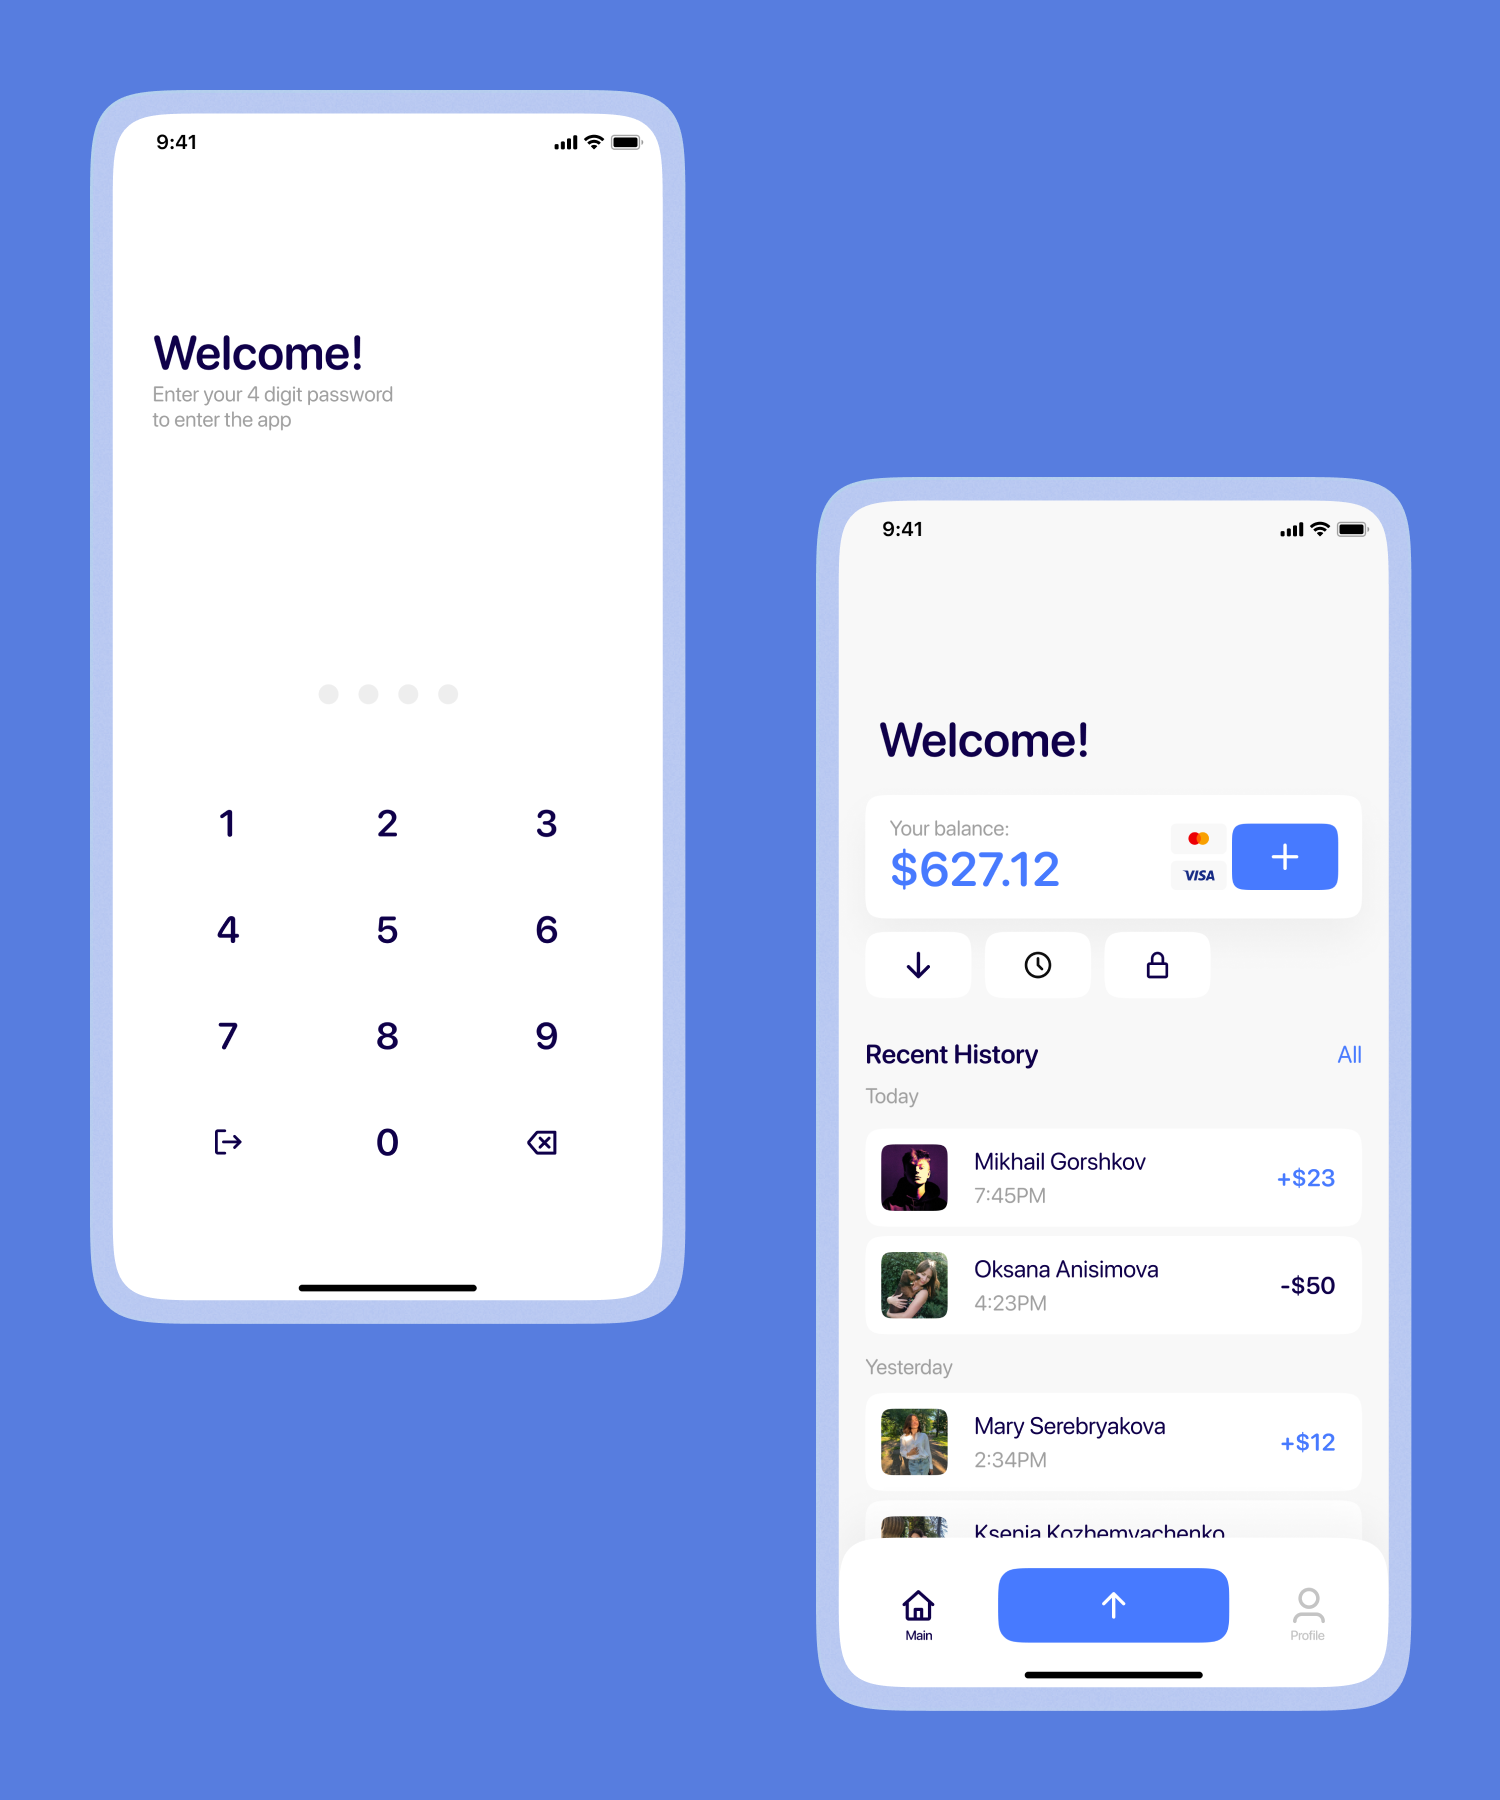 9:41
Welcome!
Enter your 4 digit password
to enter the app
1 2 3
4 5 6
7 8 9
0
9:41
Welcome!
Your balance:
$627.12
VISA
Recent History
All
Today
Mikhail Gorshkov
7:45PM
+$23
Oksana Anisimova
4:23PM
-$50
Yesterday
Mary Serebryakova
2:34PM
+$12
Ksenia Kozhemyachenko
Main
Profile